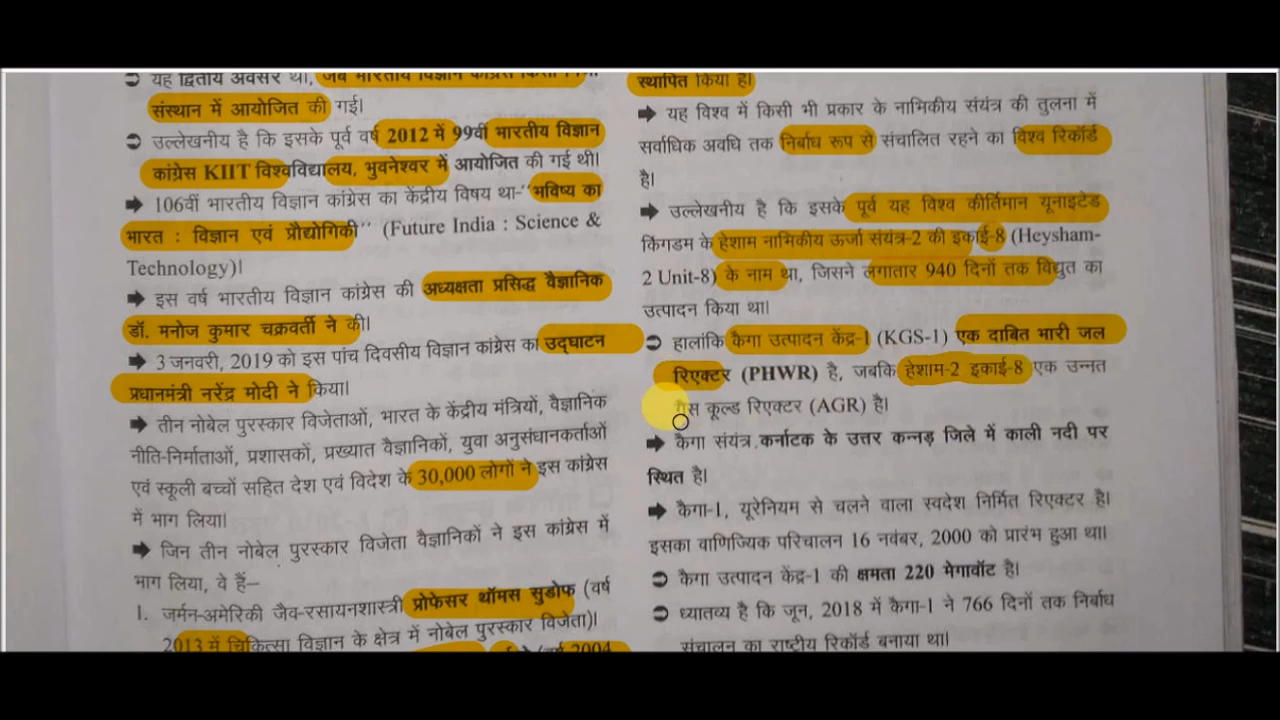 यह द्वितीय अवसर था, जब भारतीय विज्ञान कांग्रेस
संस्थान में आयोजित की गई।
उल्लेखनीय है कि इसके पूर्व वर्ष 2012 में 99वीं भारतीय विज्ञान
कांग्रेस KIIT विश्वविद्यालय, भुवनेश्वर में आयोजित की गई थी।
➡ 106वीं भारतीय विज्ञान कांग्रेस का केंद्रीय विषय था-"भविष्य का
भारत : विज्ञान एवं प्रौद्योगिकी" (Future India : Science &
Technology)।
➡ इस वर्ष भारतीय विज्ञान कांग्रेस की अध्यक्षता प्रसिद्ध वैज्ञानिक
डॉ. मनोज कुमार चक्रवर्ती ने की।
➡ 3 जनवरी, 2019 को इस पांच दिवसीय विज्ञान कांग्रेस का उद्घाटन
प्रधानमंत्री नरेंद्र मोदी ने किया।
➡ तीन नोबेल पुरस्कार विजेताओं, भारत के केंद्रीय मंत्रियों, वैज्ञानिक
नीति-निर्माताओं, प्रशासकों, प्रख्यात वैज्ञानिकों, युवा अनुसंधानकर्ताओं
एवं स्कूली बच्चों सहित देश एवं विदेश के 30,000 लोगों ने इस कांग्रेस
में भाग लिया।
➡ जिन तीन नोबेल पुरस्कार विजेता वैज्ञानिकों ने इस कांग्रेस में
भाग लिया, वे हैं–
1. जर्मन-अमेरिकी जैव-रसायनशास्त्री प्रोफेसर थॉमस सुडोफ (वर्ष
2013 में चिकित्सा विज्ञान के क्षेत्र में नोबेल पुरस्कार विजेता)।
(वर्ष 2004
स्थापित किया है।
➡ यह विश्व में किसी भी प्रकार के नाभिकीय संयंत्र की तुलना में
सर्वाधिक अवधि तक निर्बाध रूप से संचालित रहने का विश्व रिकॉर्ड
है।
➡ उल्लेखनीय है कि इसके पूर्व यह विश्व कीर्तिमान यूनाइटेड
किंगडम के हेशाम नाभिकीय ऊर्जा संयंत्र-2 की इकाई-8 (Heysham-
2 Unit-8) के नाम था, जिसने लगातार 940 दिनों तक विद्युत का
उत्पादन किया था।
हालांकि कैगा उत्पादन केंद्र-1 (KGS-1) एक दाबित भारी जल
रिएक्टर (PHWR) है, जबकि हेशाम-2 इकाई-8 एक उन्नत
गैस कूल्ड रिएक्टर (AGR) है।
➡ कैगा संयंत्र, कर्नाटक के उत्तर कन्नड़ जिले में काली नदी पर
स्थित है।
➡ कैगा-1, यूरेनियम से चलने वाला स्वदेश निर्मित रिएक्टर है।
इसका वाणिज्यिक परिचालन 16 नवंबर, 2000 को प्रारंभ हुआ था।
कैगा उत्पादन केंद्र-1 की क्षमता 220 मेगावॉट है।
ध्यातव्य है कि जून, 2018 में कैगा-1 ने 766 दिनों तक निर्बाध
संचालन का राष्ट्रीय रिकॉर्ड बनाया था।